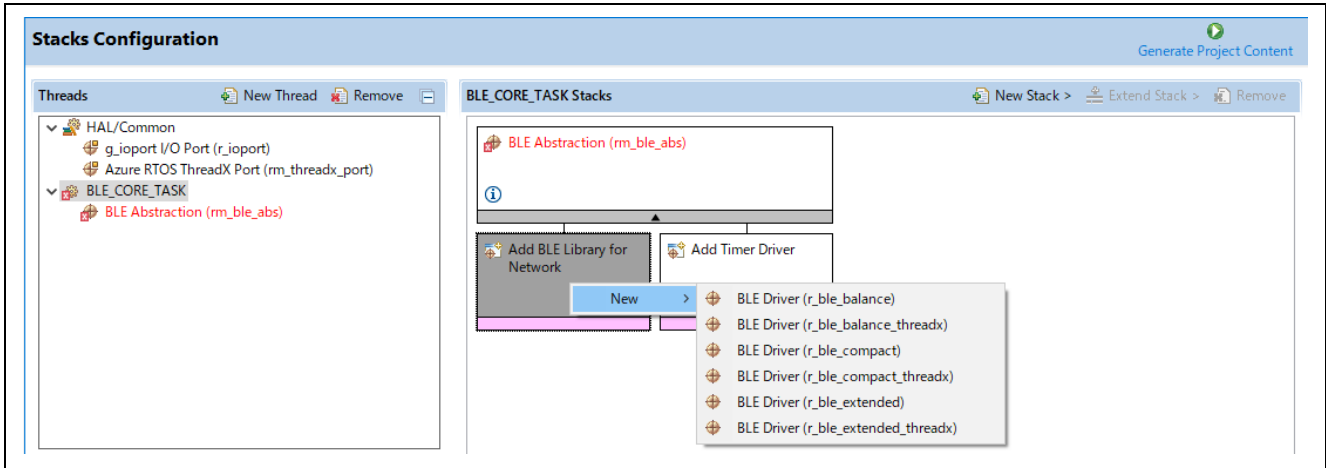 Stacks Configuration
Generate Project Content
Threads
New Thread
Remove
HAL/Common
g_ioport I/O Port (r_ioport)
Azure RTOS ThreadX Port (rm_threadx_port)
BLE_CORE_TASK
BLE Abstraction (rm_ble_abs)
BLE_CORE_TASK Stacks
New Stack >
Extend Stack >
Remove
BLE Abstraction (rm_ble_abs)
Add BLE Library for
Network
Add Timer Driver
New
BLE Driver (r_ble_balance)
BLE Driver (r_ble_balance_threadx)
BLE Driver (r_ble_compact)
BLE Driver (r_ble_compact_threadx)
BLE Driver (r_ble_extended)
BLE Driver (r_ble_extended_threadx)